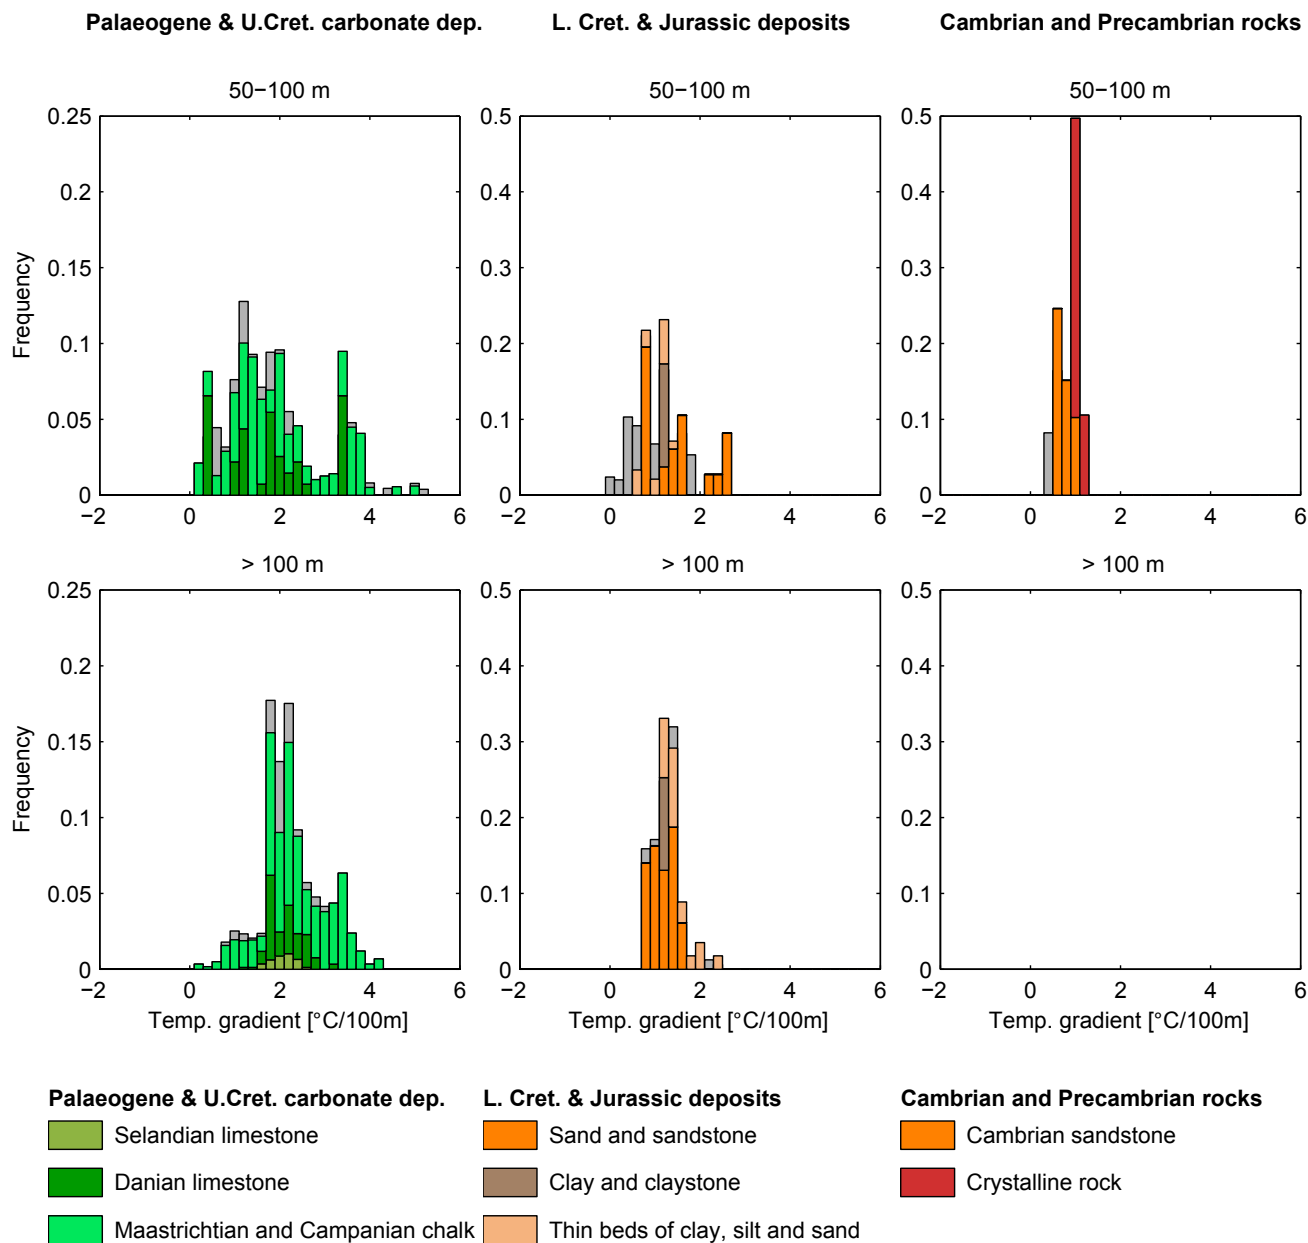 Palaeogene & U.Cret. carbonate dep.
L. Cret. & Jurassic deposits
Cambrian and Precambrian rocks
50−100 m
50−100 m
50−100 m
Frequency
0.25
0.2
0.15
0.1
0.05
0
−2 0 2 4 6
0.5
0.4
0.3
0.2
0.1
0
−2 0 2 4 6
0.5
0.4
0.3
0.2
0.1
0
−2 0 2 4 6
> 100 m
> 100 m
> 100 m
Frequency
0.25
0.2
0.15
0.1
0.05
0
−2 0 2 4 6
Temp. gradient [°C/100m]
0.5
0.4
0.3
0.2
0.1
0
−2 0 2 4 6
Temp. gradient [°C/100m]
0.5
0.4
0.3
0.2
0.1
0
−2 0 2 4 6
Temp. gradient [°C/100m]
Palaeogene & U.Cret. carbonate dep.
Selandian limestone
Danian limestone
Maastrichtian and Campanian chalk
L. Cret. & Jurassic deposits
Sand and sandstone
Clay and claystone
Thin beds of clay, silt and sand
Cambrian and Precambrian rocks
Cambrian sandstone
Crystalline rock